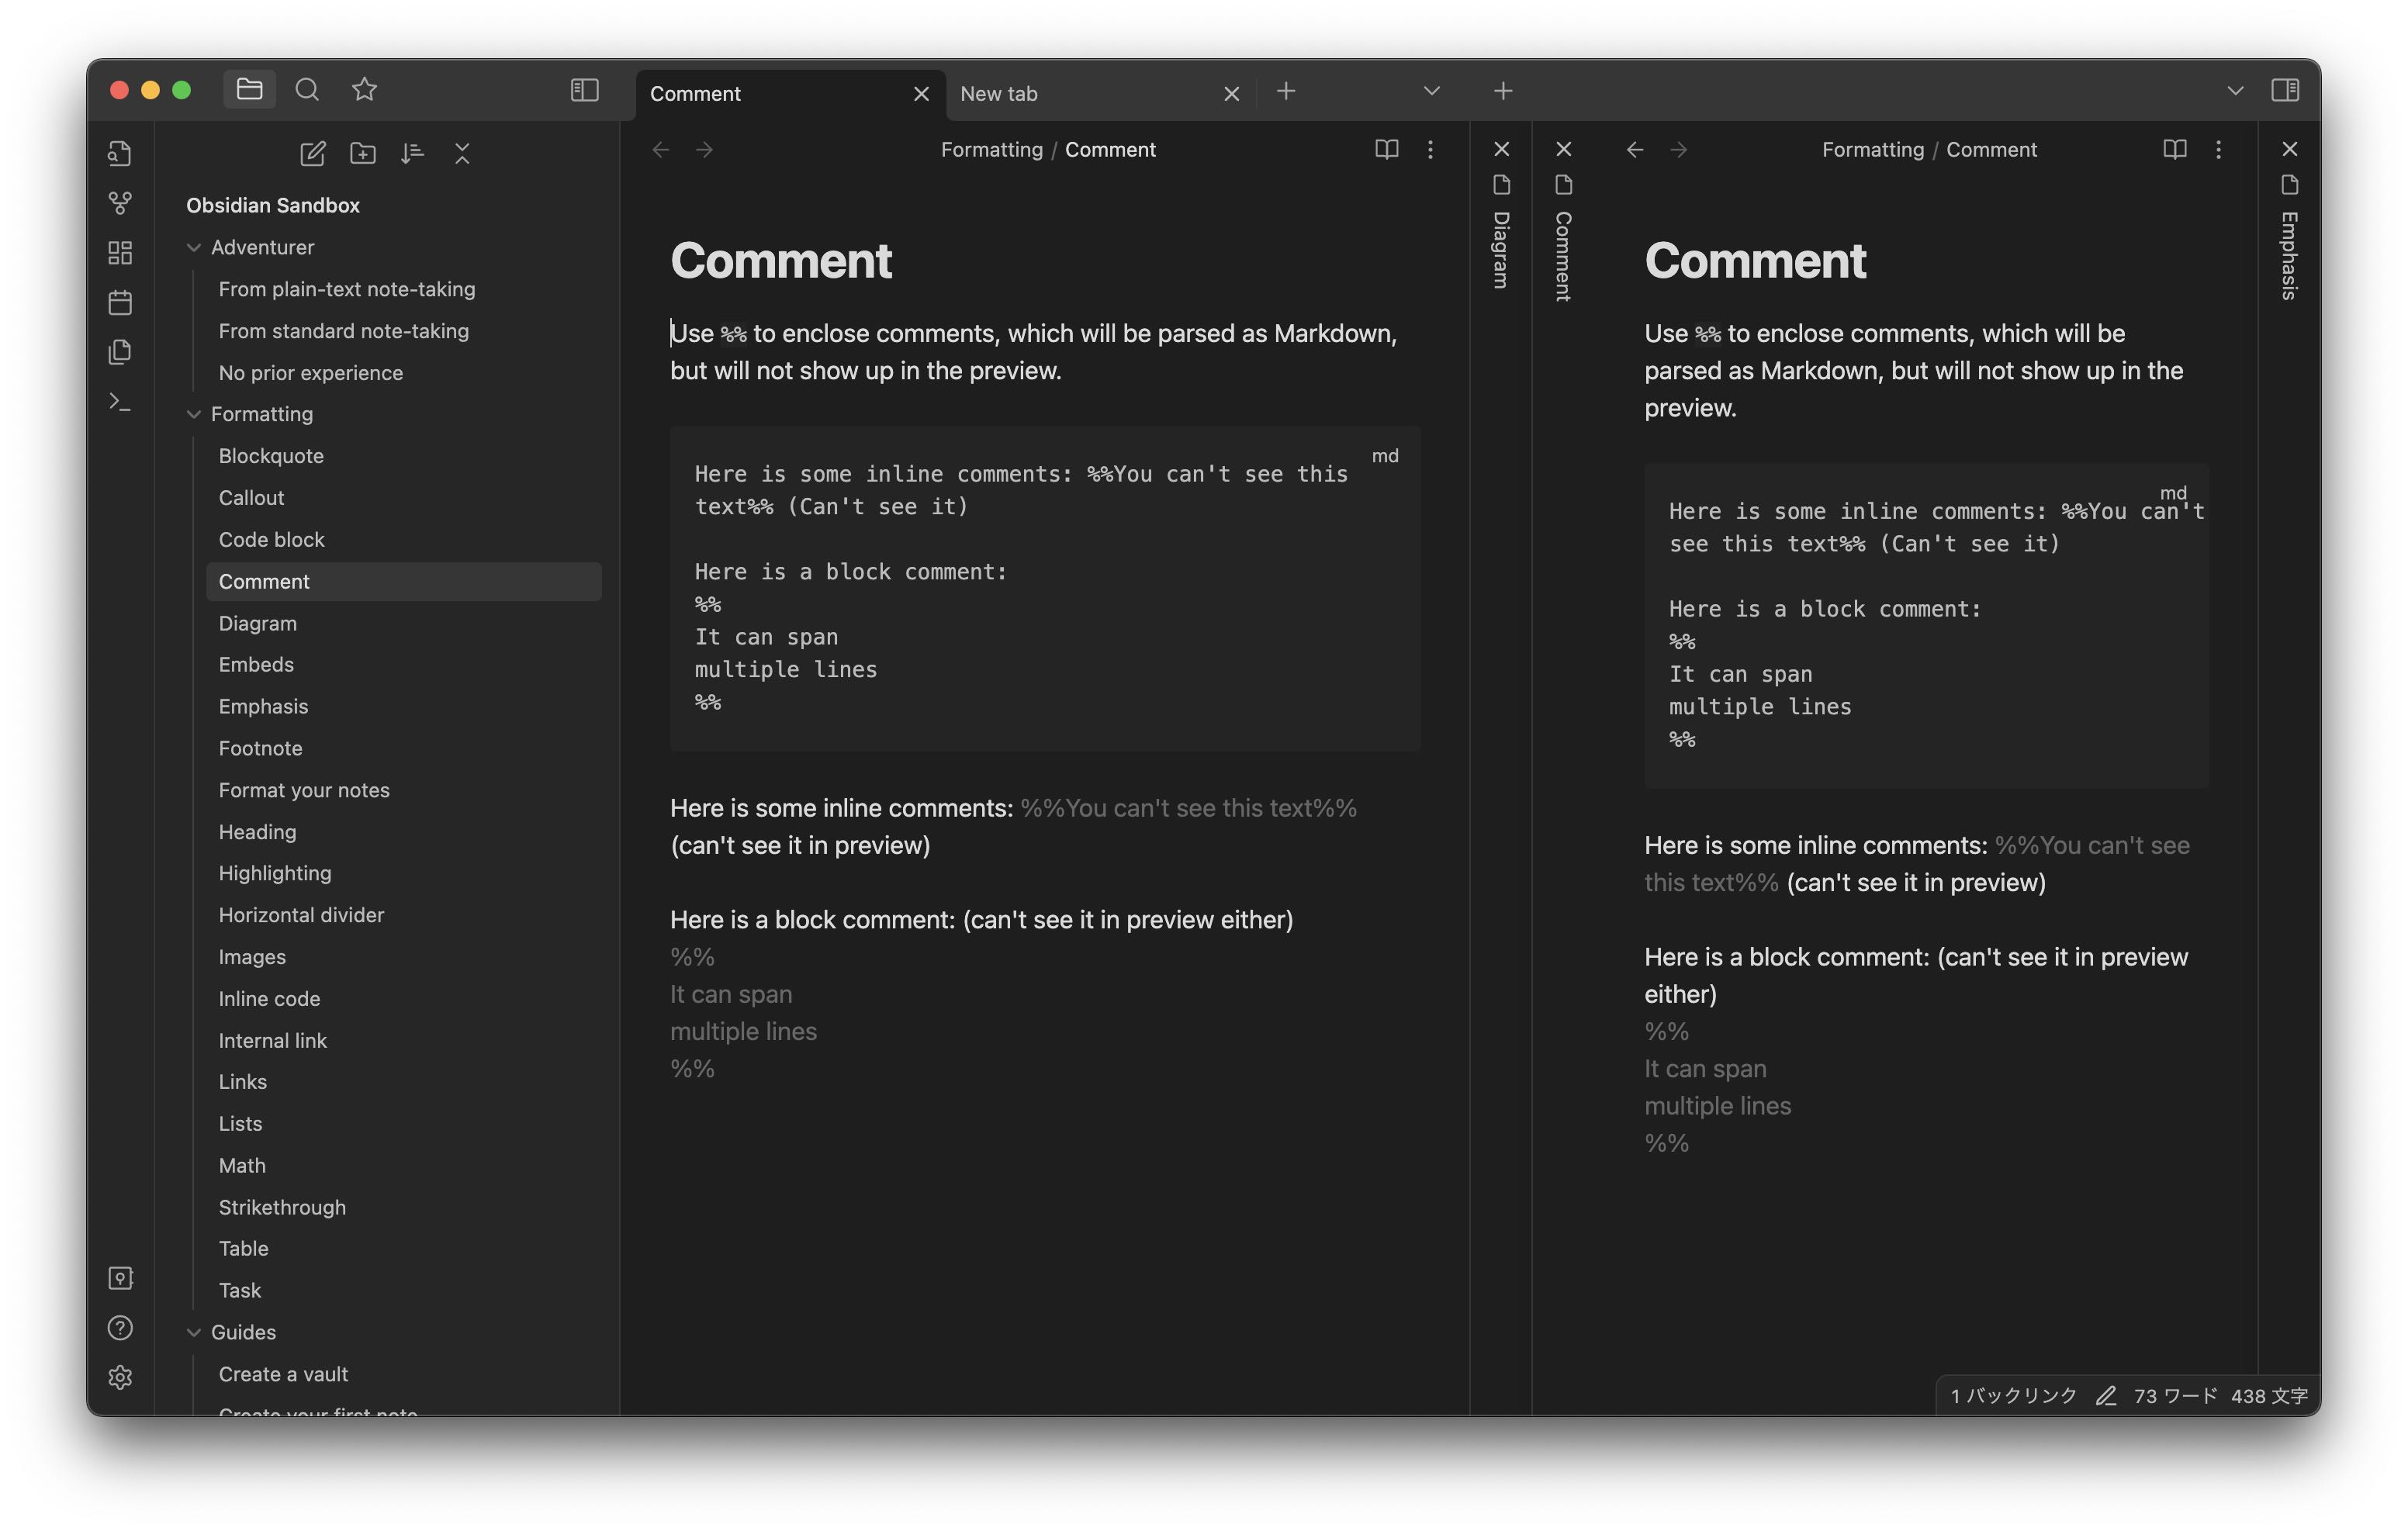 Comment
New tab
Obsidian Sandbox
Adventurer
From plain-text note-taking
From standard note-taking
No prior experience
Formatting
Blockquote
Callout
Code block
Comment
Diagram
Embeds
Emphasis
Footnote
Format your notes
Heading
Highlighting
Horizontal divider
Images
Inline code
Internal link
Links
Lists
Math
Strikethrough
Table
Task
Guides
Create a vault
Create your first note
Formatting / Comment
Comment
Use %% to enclose comments, which will be parsed as Markdown,
but will not show up in the preview.
md
Here is some inline comments: %%You can't see this
text%% (Can't see it)
Here is a block comment:
%%
It can span
multiple lines
%%
Here is some inline comments: %%You can't see this text%%
(can't see it in preview)
Here is a block comment: (can't see it in preview either)
%%
It can span
multiple lines
%%
Diagram
Comment
Formatting / Comment
Comment
Use %% to enclose comments, which will be
parsed as Markdown, but will not show up in the
preview.
md
Here is some inline comments: %%You can't
see this text%% (Can't see it)
Here is a block comment:
%%
It can span
multiple lines
%%
Here is some inline comments: %%You can't see
this text%% (can't see it in preview)
Here is a block comment: (can't see it in preview
either)
%%
It can span
multiple lines
%%
Emphasis
1 バックリンク 73 ワード 438 文字